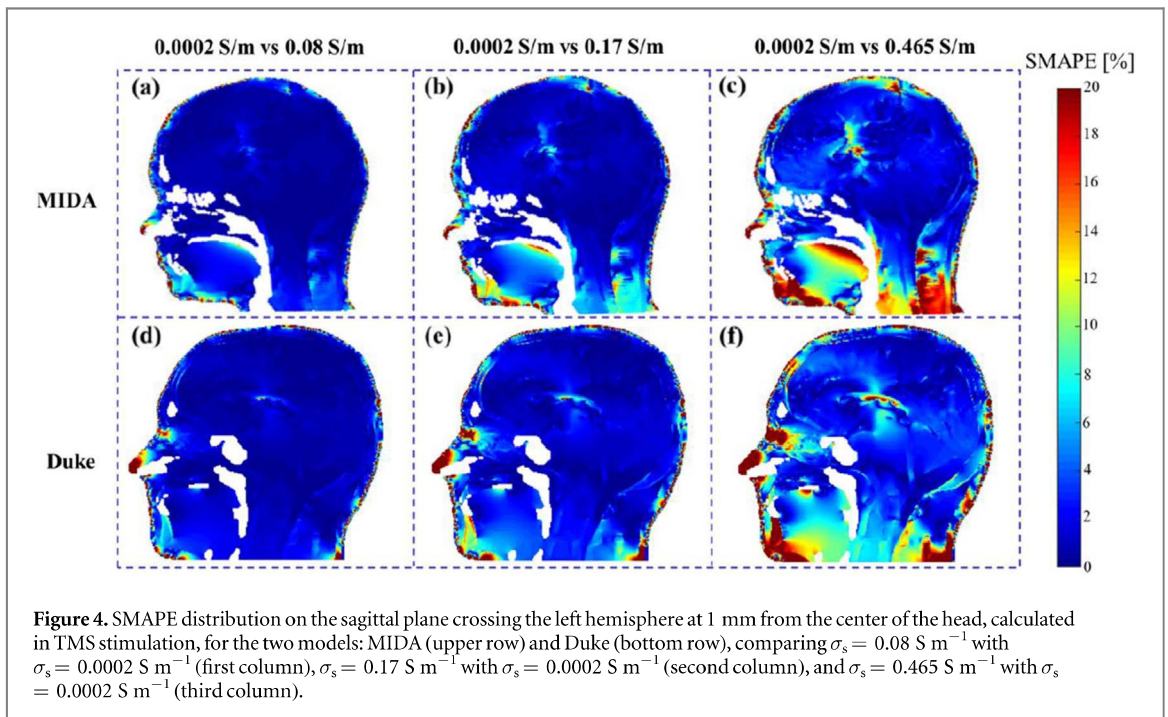 0.0002 S/m vs 0.08 S/m
0.0002 S/m vs 0.17 S/m
0.0002 S/m vs 0.465 S/m
SMAPE [%]
(a)
(b)
(c)
20
18
16
14
12
10
8
6
4
2
0
MIDA
(d)
(e)
(f)
Duke
Figure 4. SMAPE distribution on the sagittal plane crossing the left hemisphere at 1 mm from the center of the head, calculated
in TMS stimulation, for the two models: MIDA (upper row) and Duke (bottom row), comparing σs = 0.08 S m⁻¹ with
σs = 0.0002 S m⁻¹ (first column), σs = 0.17 S m⁻¹ with σs = 0.0002 S m⁻¹ (second column), and σs = 0.465 S m⁻¹ with σs
= 0.0002 S m⁻¹ (third column).